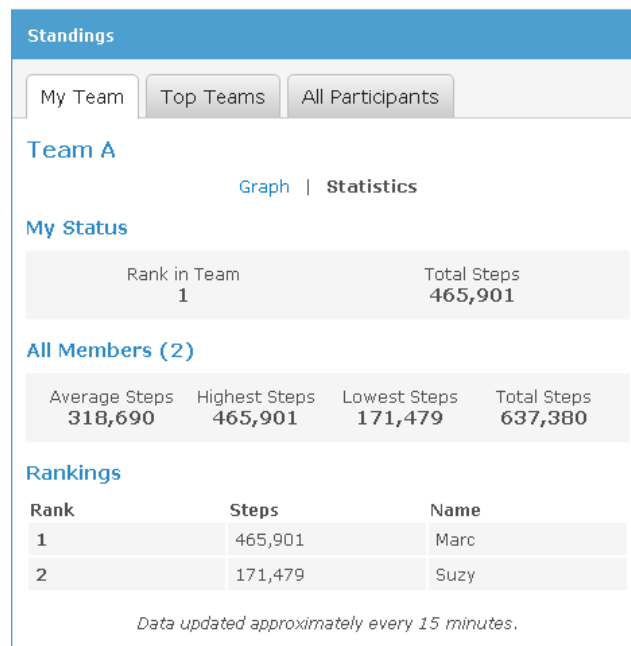 Standings
My Team Top Teams All Participants
Team A
Graph | Statistics
My Status
Rank in Team Total Steps
1 465,901
All Members (2)
Average Steps Highest Steps Lowest Steps Total Steps
318,690 465,901 171,479 637,380
Rankings
Rank Steps Name
1 465,901 Marc
2 171,479 Suzy
Data updated approximately every 15 minutes.